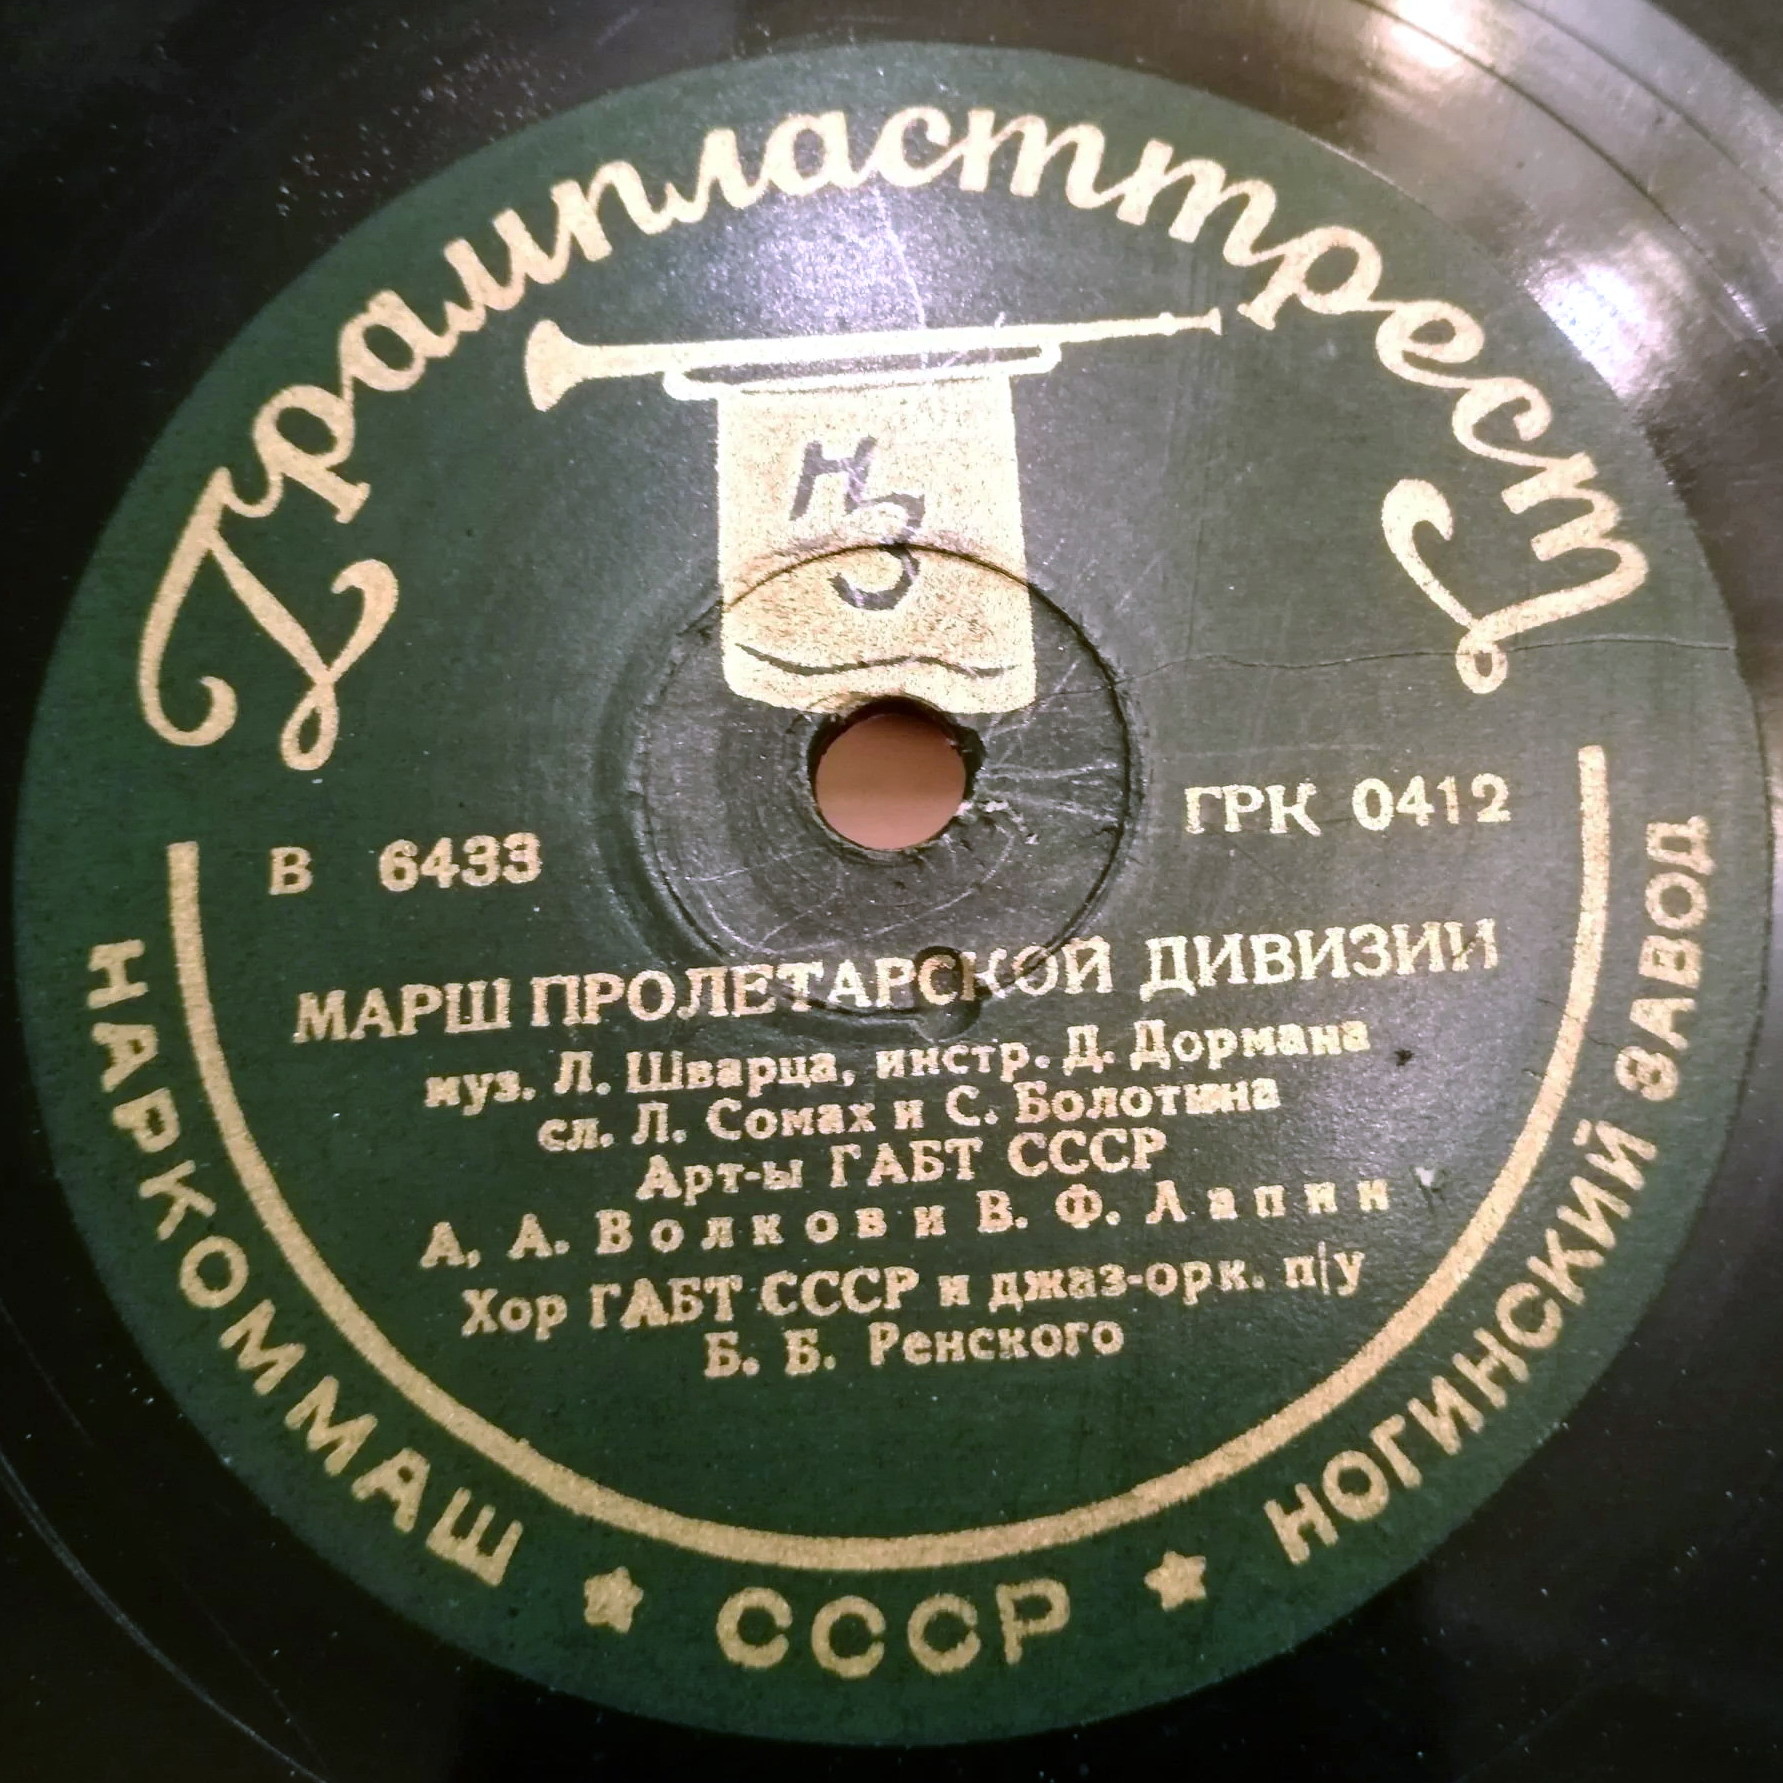 Грампласттрест
НЗ
В 6433
ГРК 0412
МАРШ ПРОЛЕТАРСКОЙ ДИВИЗИИ
муз. Л. Шварца, инстр. Д. Дормана
сл. Л. Сомах и С. Болотина
Арт-ы ГАБТ СССР
А. А. Волков и В. Ф. Лапин
Хор ГАБТ СССР и джаз-орк. п/у
Б. Б. Ренского
НАРКОММАШ ★ СССР ★ НОГИНСКИЙ ЗАВОД